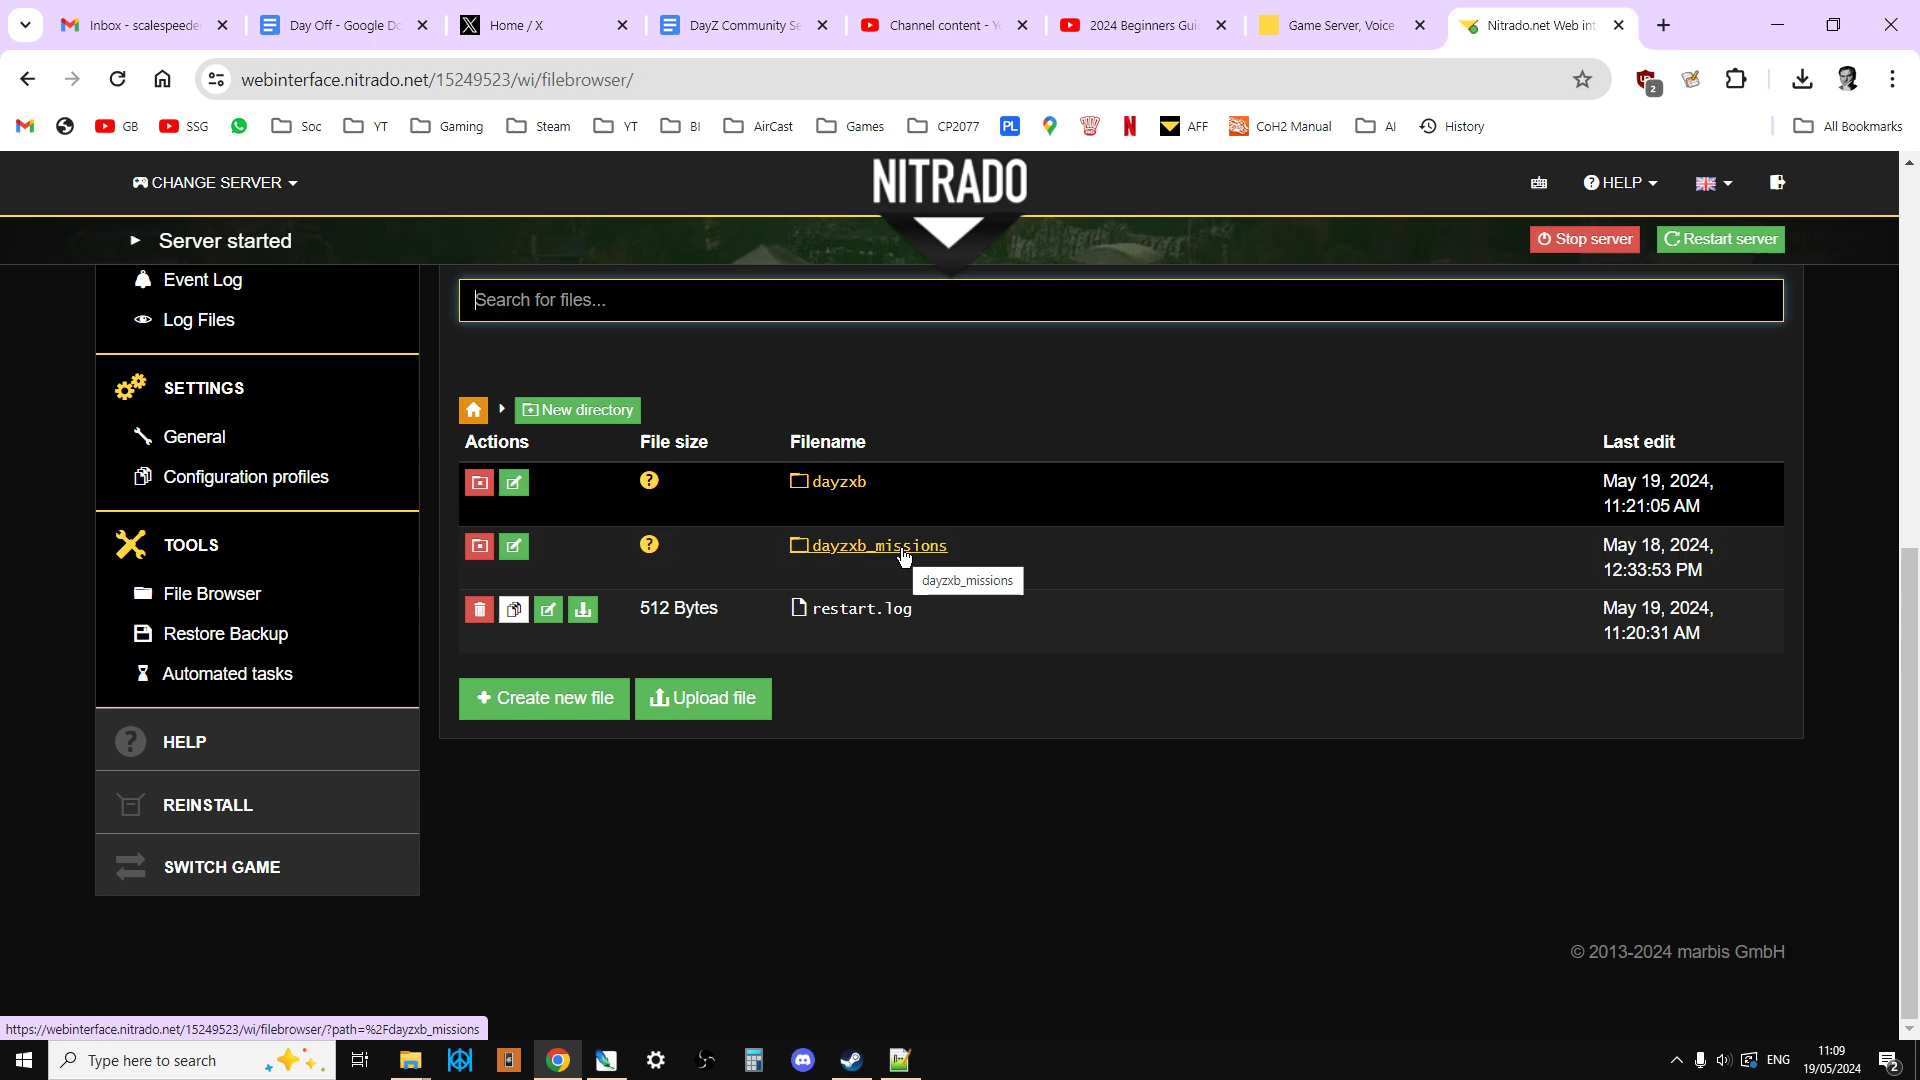 Inbox - scalespeede
Day Off - Google Do
Home / X
DayZ Community Se
Channel content - Y
2024 Beginners Gui
Game Server, Voice
Nitrado.net Web int
webinterface.nitrado.net/15249523/wi/filebrowser/
2
GB
SSG
Soc
YT
Gaming
Steam
YT
BI
AirCast
Games
CP2077
PL
N
AFF
CoH2 Manual
AI
History
All Bookmarks
CHANGE SERVER
NITRADO
HELP
Server started
Stop server
Restart server
Event Log
Log Files
SETTINGS
General
Configuration profiles
TOOLS
File Browser
Restore Backup
Automated tasks
HELP
REINSTALL
SWITCH GAME
Search for files...
New directory
Actions File size Filename Last edit
dayzxb May 19, 2024,
11:21:05 AM
dayzxb_missions May 18, 2024,
12:33:53 PM
dayzxb_missions
512 Bytes restart.log May 19, 2024,
11:20:31 AM
+ Create new file
Upload file
© 2013-2024 marbis GmbH
https://webinterface.nitrado.net/15249523/wi/filebrowser/?path=%2Fdayzxb_missions
Type here to search
ENG
11:09
19/05/2024
2